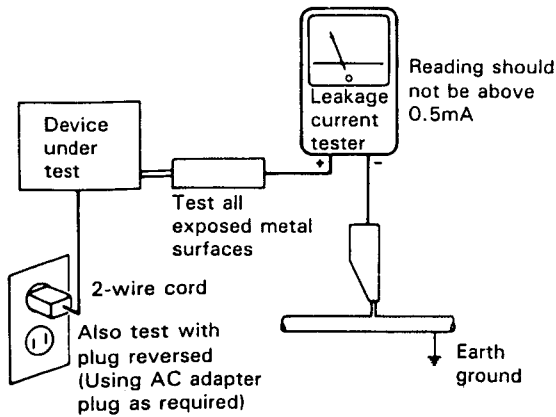 Device
under
test
Test all
exposed metal
surfaces
Leakage
current
tester
+ -
Reading should
not be above
0.5mA
2-wire cord
Also test with
plug reversed
(Using AC adapter
plug as required)
Earth
ground